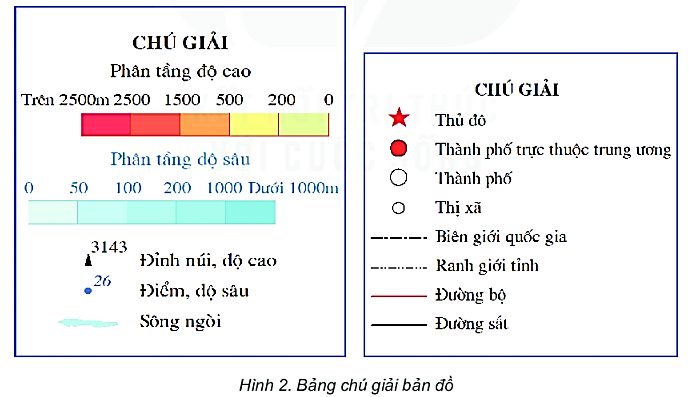 CHÚ GIẢI
Phân tầng độ cao
Trên 2500m 2500 1500 500 200 0
Phân tầng độ sâu
0 50 100 200 1000 Dưới 1000m
3143
Đỉnh núi, độ cao
26
Điểm, độ sâu
Sông ngòi
CHÚ GIẢI
Thủ đô
Thành phố trực thuộc trung ương
Thành phố
Thị xã
Biên giới quốc gia
Ranh giới tỉnh
Đường bộ
Đường sắt
Hình 2. Bảng chú giải bản đồ